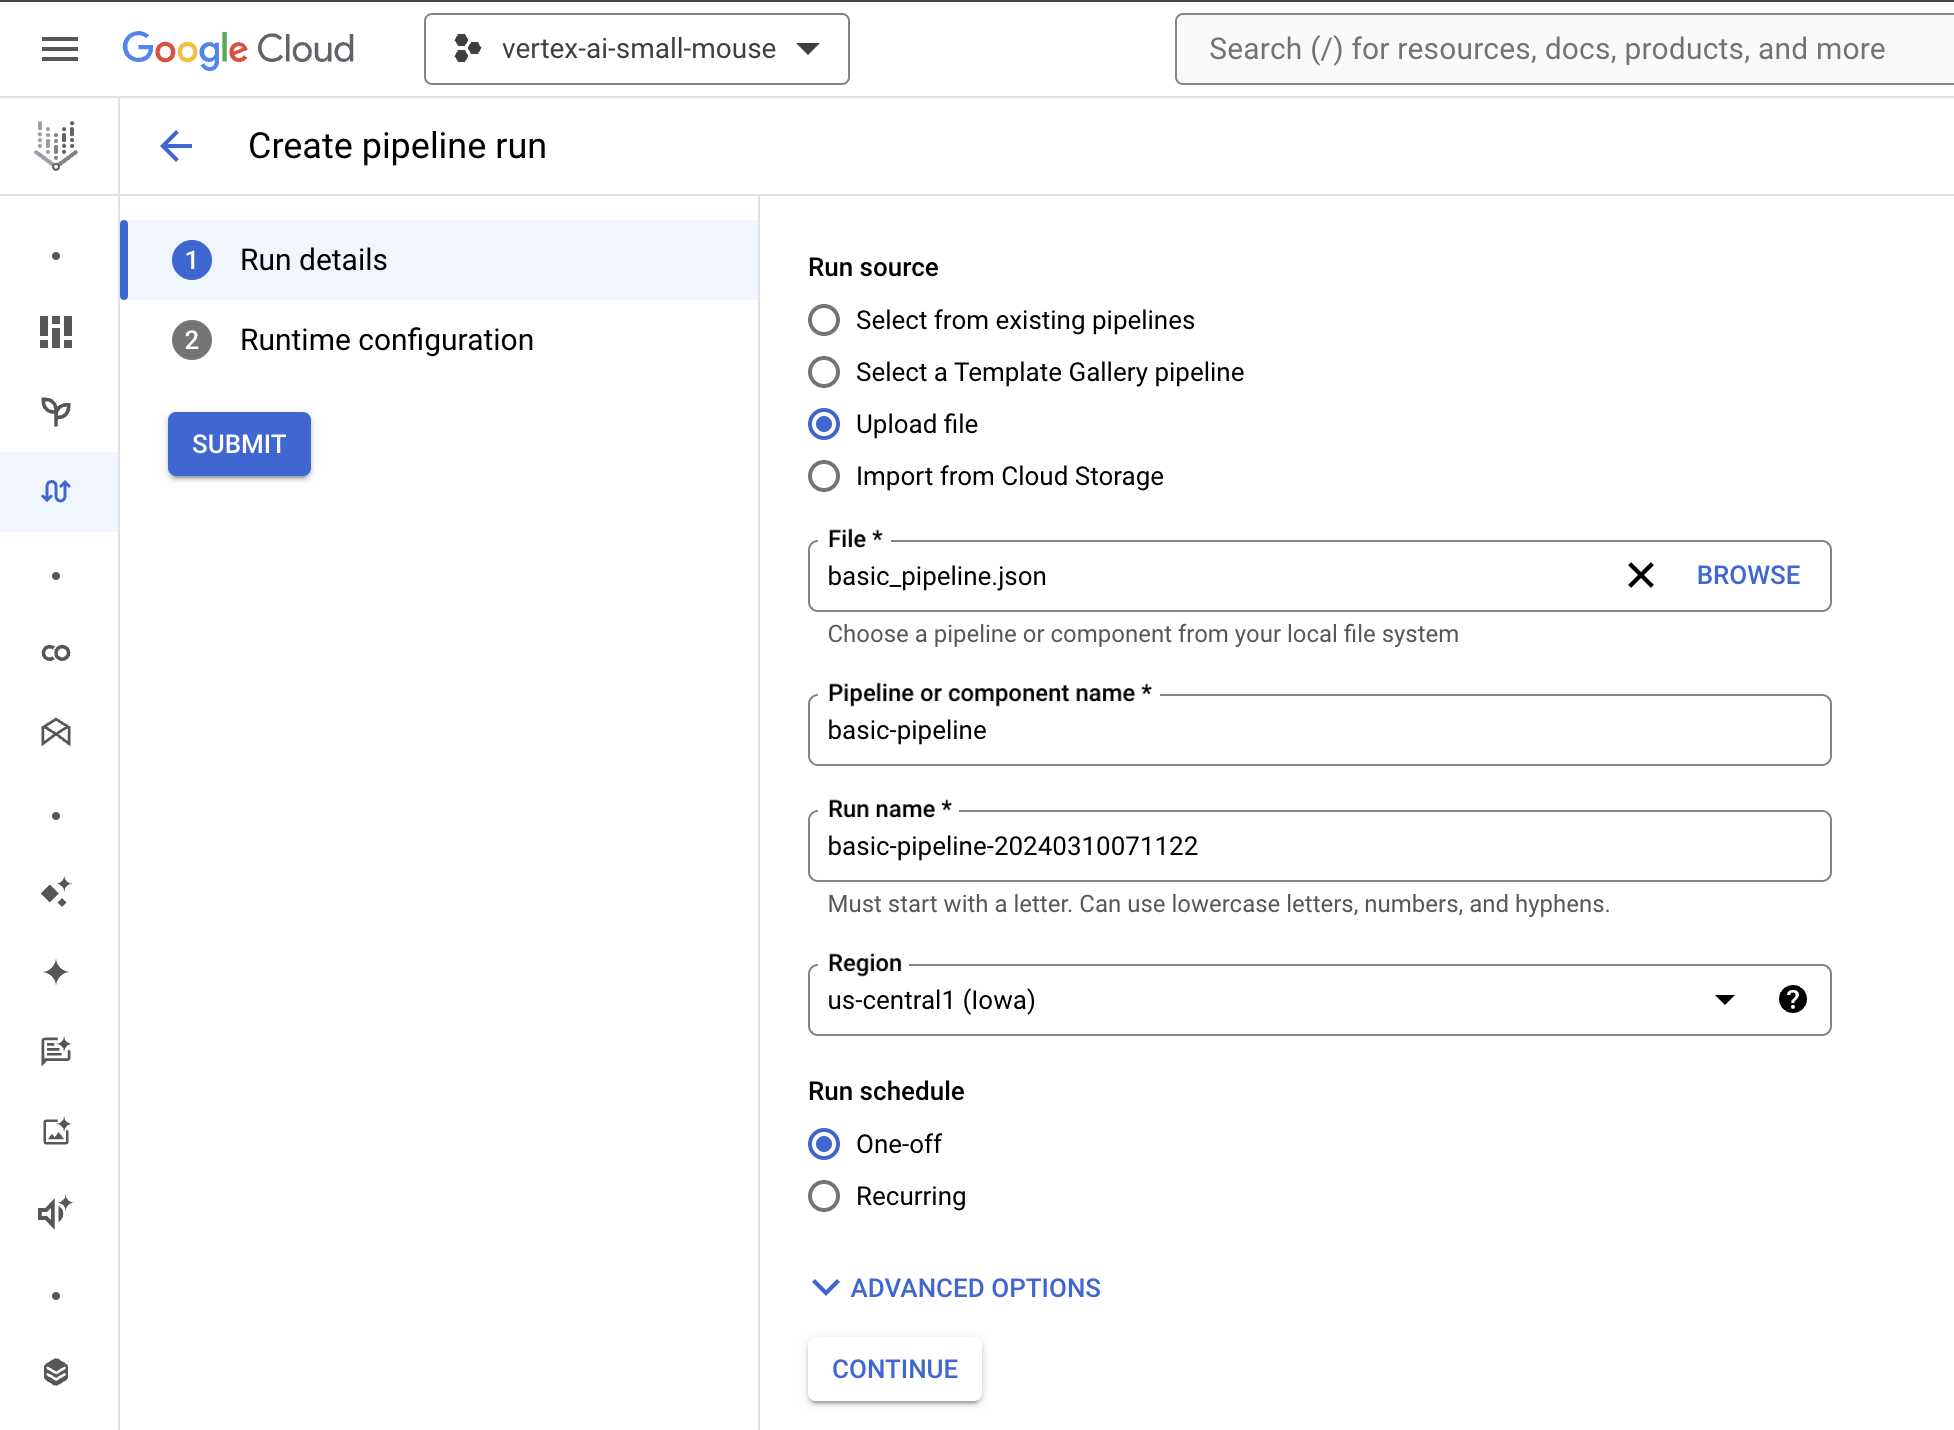 Google Cloud
vertex-ai-small-mouse
Search (/) for resources, docs, products, and more
Create pipeline run
1 Run details
2 Runtime configuration
SUBMIT
Run source
Select from existing pipelines
Select a Template Gallery pipeline
Upload file
Import from Cloud Storage
File *
basic_pipeline.json
BROWSE
Choose a pipeline or component from your local file system
Pipeline or component name *
basic-pipeline
Run name *
basic-pipeline-20240310071122
Must start with a letter. Can use lowercase letters, numbers, and hyphens.
Region
us-central1 (Iowa)
?
Run schedule
One-off
Recurring
ADVANCED OPTIONS
CONTINUE